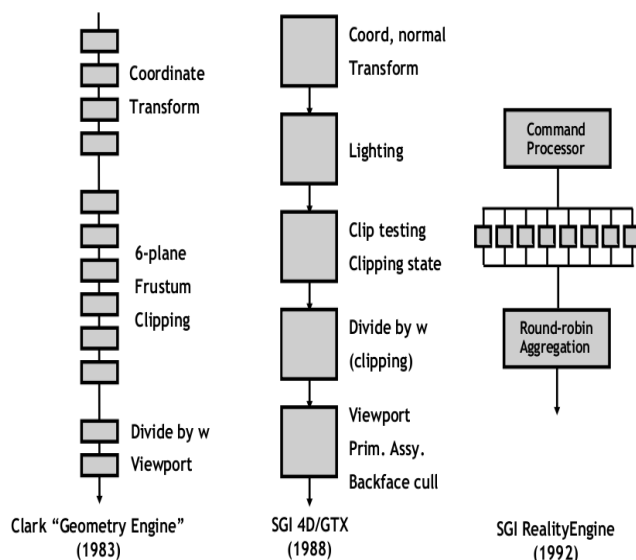 Coordinate
Transform
6-plane
Frustum
Clipping
Divide by w
Viewport
Clark “Geometry Engine”
(1983)
Coord, normal
Transform
Lighting
Clip testing
Clipping state
Divide by w
(clipping)
Viewport
Prim. Assy.
Backface cull
SGI 4D/GTX
(1988)
Command
Processor
Round-robin
Aggregation
SGI RealityEngine
(1992)